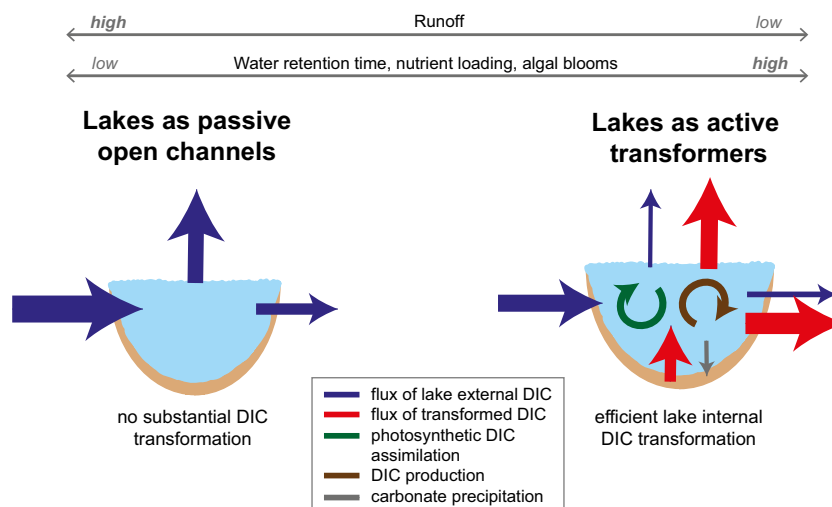 high Runoff low
low Water retention time, nutrient loading, algal blooms high
Lakes as passive
open channels
Lakes as active
transformers
no substantial DIC
transformation
flux of lake external DIC
flux of transformed DIC
photosynthetic DIC
assimilation
DIC production
carbonate precipitation
efficient lake internal
DIC transformation